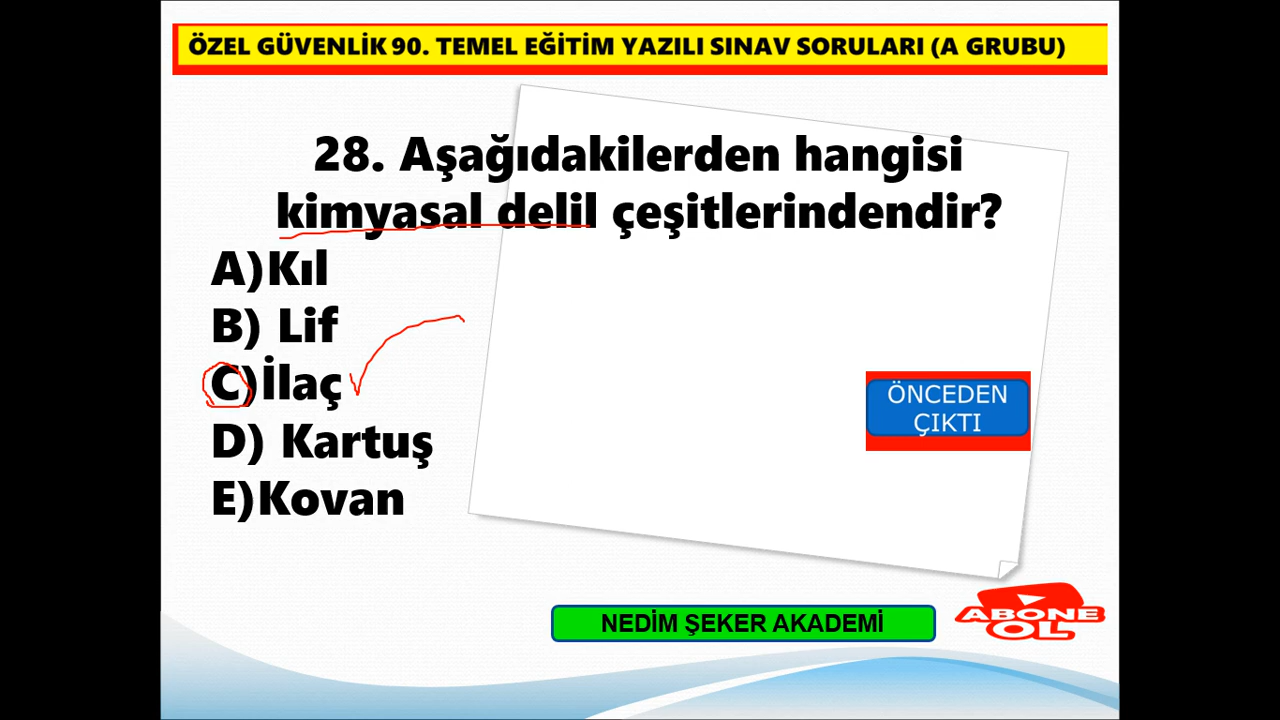 ÖZEL GÜVENLİK 90. TEMEL EĞİTİM YAZILI SINAV SORULARI (A GRUBU)
28. Aşağıdakilerden hangisi
kimyasal delil çeşitlerindendir?
A)Kıl
B) Lif
C)İlaç
D) Kartuş
E)Kovan
ÖNCEDEN
ÇIKTI
NEDİM ŞEKER AKADEMİ
ABONE
OL